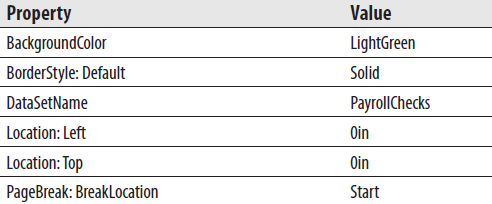 Property Value
BackgroundColor LightGreen
BorderStyle: Default Solid
DataSetName PayrollChecks
Location: Left 0in
Location: Top 0in
PageBreak: BreakLocation Start